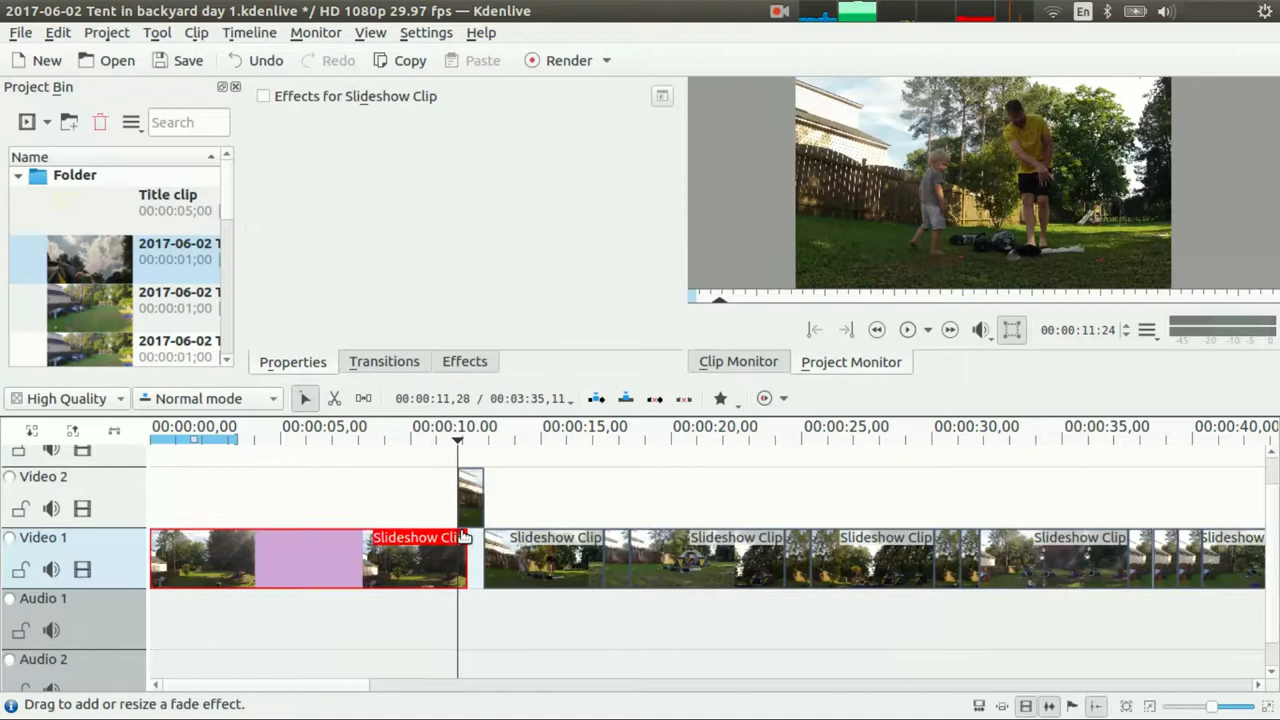 2017-06-02 Tent in backyard day 1.kdenlive */ HD 1080p 29.97 fps — Kdenlive
En
File Edit Project Tool Clip Timeline Monitor View Settings Help
New Open Save Undo Redo Copy Paste Render
Project Bin
Effects for Slideshow Clip
Search
Name
Folder
Title clip
00:00:05;00
2017-06-02 T
00:00:01;00
2017-06-02 T
00:00:01;00
2017-06-02 T
00:00:01;00
00:00:11:24
-45 -20 -10 -5 0
Properties Transitions Effects
Clip Monitor Project Monitor
High Quality Normal mode 00:00:11,28 / 00:03:35,11
00:00:00,00 00:00:05,00 00:00:10,00 00:00:15,00 00:00:20,00 00:00:25,00 00:00:30,00 00:00:35,00 00:00:40,00
Video 2
Video 1
Slideshow Clip Slideshow Clip Slideshow Clip Slideshow Clip Slideshow Clip Slideshow
Audio 1
Audio 2
Drag to add or resize a fade effect.